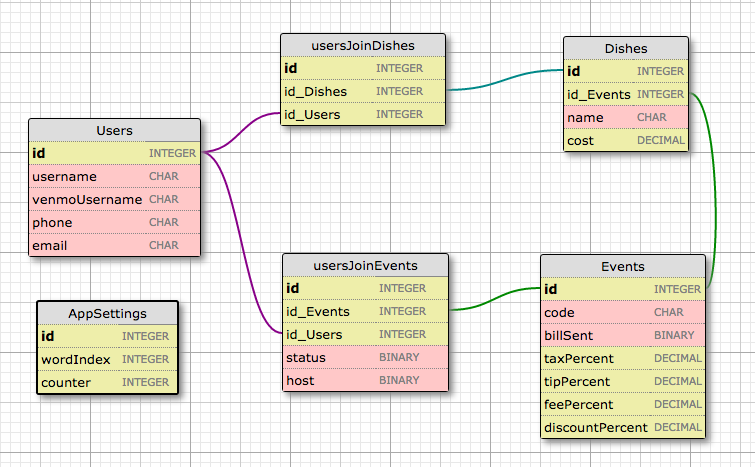 usersJoinDishes
id INTEGER
id_Dishes INTEGER
id_Users INTEGER
Dishes
id INTEGER
id_Events INTEGER
name CHAR
cost DECIMAL
Users
id INTEGER
username CHAR
venmoUsername CHAR
phone CHAR
email CHAR
usersJoinEvents
id INTEGER
id_Events INTEGER
id_Users INTEGER
status BINARY
host BINARY
Events
id INTEGER
code CHAR
billSent BINARY
taxPercent DECIMAL
tipPercent DECIMAL
feePercent DECIMAL
discountPercent DECIMAL
AppSettings
id INTEGER
wordIndex INTEGER
counter INTEGER